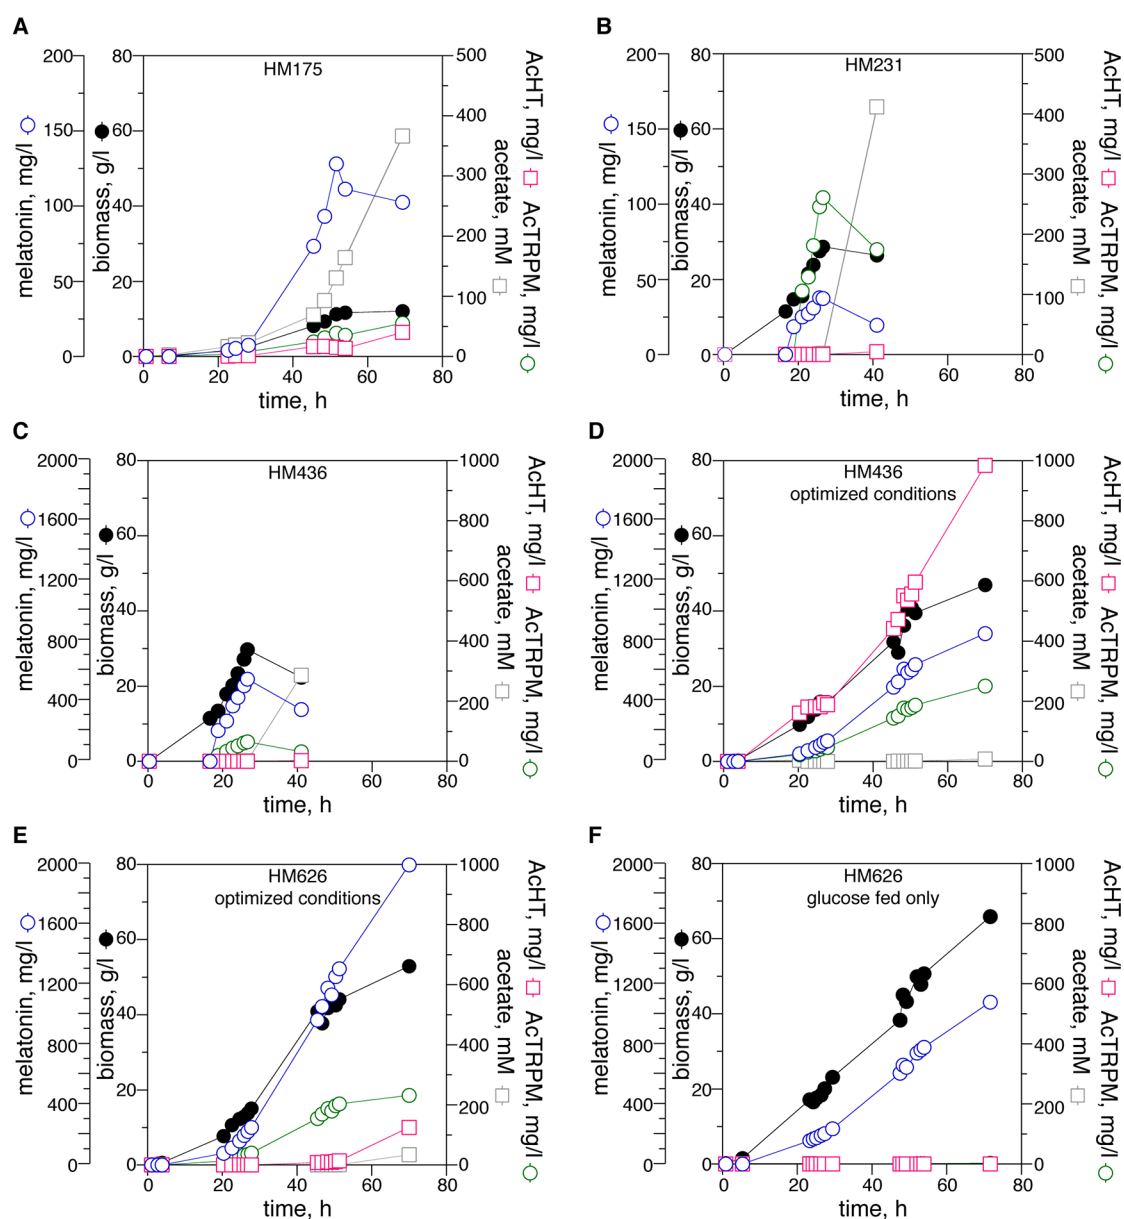 A
HM175
melatonin, mg/l
200
150
100
50
0
biomass, g/l
80
60
40
20
0
500
400
300
200
100
0
AcHT, mg/l AcTRPM, mg/l
acetate, mM
0 20 40 60 80
time, h
B
HM231
melatonin, mg/l
200
150
100
50
0
biomass, g/l
80
60
40
20
0
500
400
300
200
100
0
AcHT, mg/l AcTRPM, mg/l
acetate, mM
0 20 40 60 80
time, h
C
HM436
melatonin, mg/l
2000
1600
1200
800
400
0
biomass, g/l
80
60
40
20
0
1000
800
600
400
200
0
AcHT, mg/l AcTRPM, mg/l
acetate, mM
0 20 40 60 80
time, h
D
HM436
optimized conditions
melatonin, mg/l
2000
1600
1200
800
400
0
biomass, g/l
80
60
40
20
0
1000
800
600
400
200
0
AcHT, mg/l AcTRPM, mg/l
acetate, mM
0 20 40 60 80
time, h
E
HM626
optimized conditions
melatonin, mg/l
2000
1600
1200
800
400
0
biomass, g/l
80
60
40
20
0
1000
800
600
400
200
0
AcHT, mg/l AcTRPM, mg/l
acetate, mM
0 20 40 60 80
time, h
F
HM626
glucose fed only
melatonin, mg/l
2000
1600
1200
800
400
0
biomass, g/l
80
60
40
20
0
1000
800
600
400
200
0
AcHT, mg/l AcTRPM, mg/l
acetate, mM
0 20 40 60 80
time, h